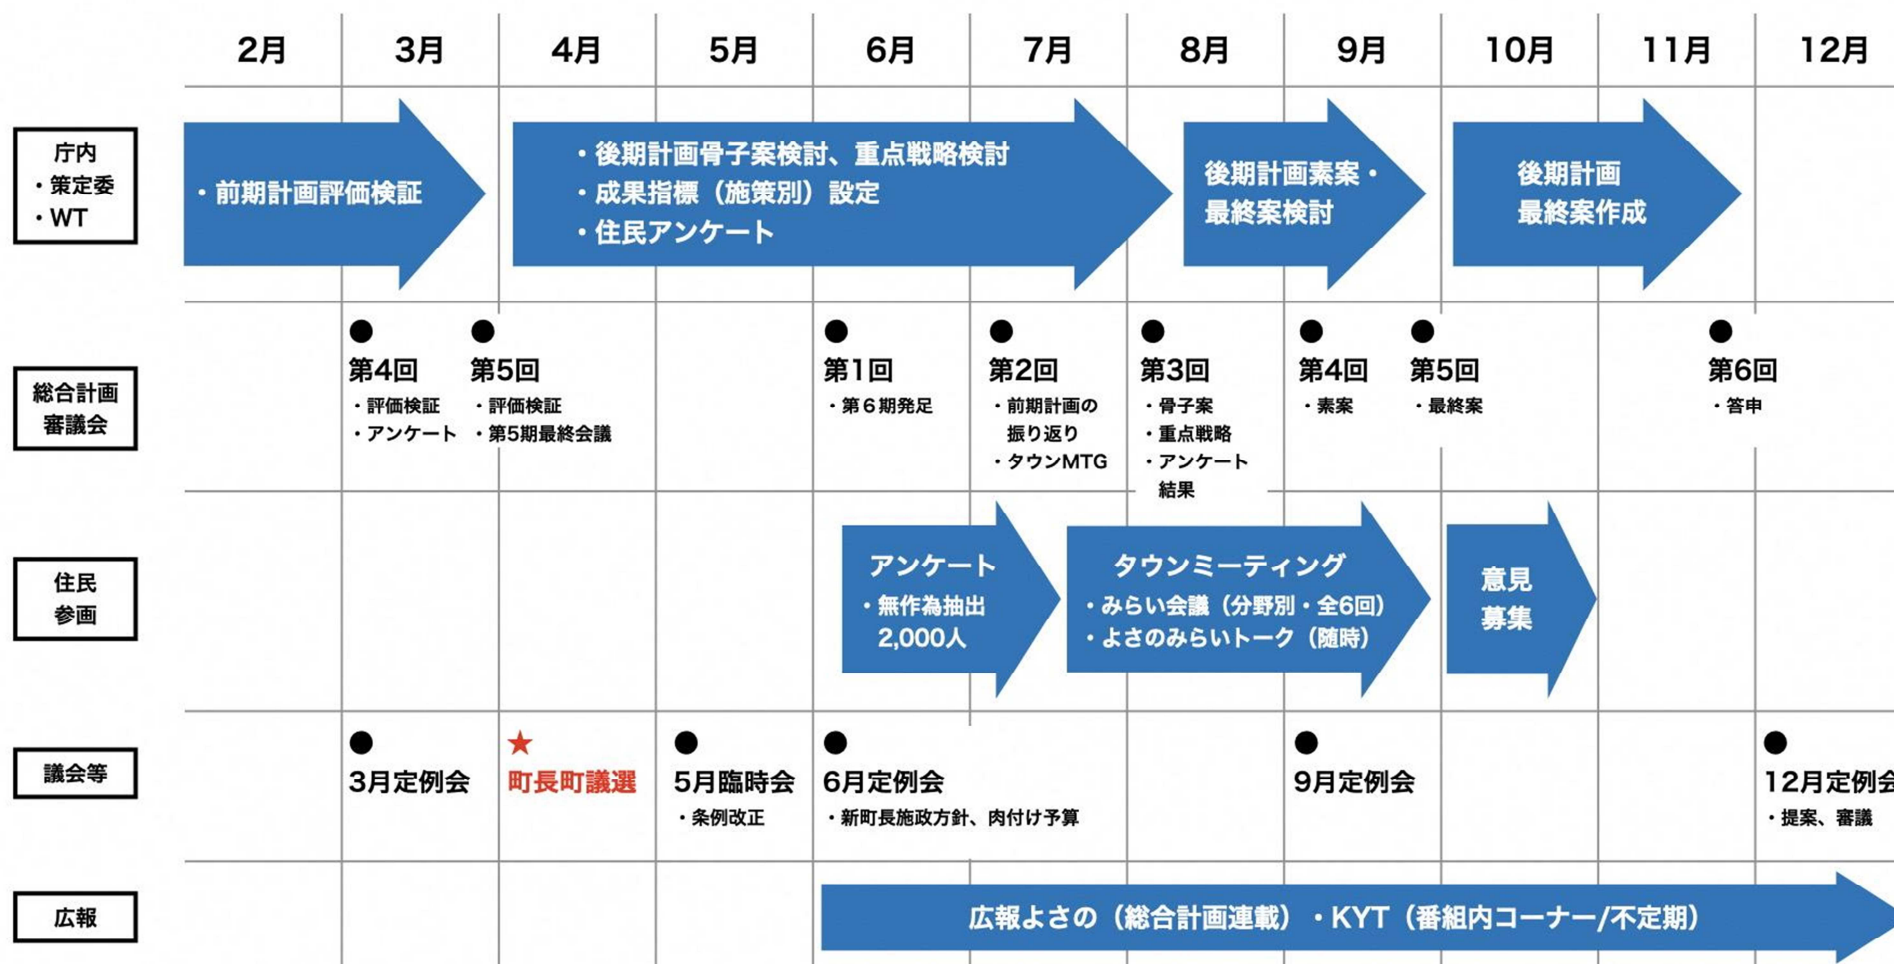 2月 3月 4月 5月 6月 7月 8月 9月 10月 11月 12月
庁内
・策定委
・WT
・前期計画評価検証
・後期計画骨子案検討、重点戦略検討
・成果指標（施策別）設定
・住民アンケート
後期計画素案・
最終案検討
後期計画
最終案作成
総合計画
審議会
第4回
・評価検証
・アンケート
第5回
・評価検証
・第5期最終会議
第1回
・第６期発足
第2回
・前期計画の
振り返り
・タウンMTG
第3回
・骨子案
・重点戦略
・アンケート
結果
第4回
・素案
第5回
・最終案
第6回
・答申
住民
参画
アンケート
・無作為抽出
2,000人
タウンミーティング
・みらい会議（分野別・全6回）
・よさのみらいトーク（随時）
意見
募集
議会等
3月定例会
町長町議選
5月臨時会
・条例改正
6月定例会
・新町長施政方針、肉付け予算
9月定例会
12月定例会
・提案、審議
広報
広報よさの（総合計画連載）・KYT（番組内コーナー/不定期）